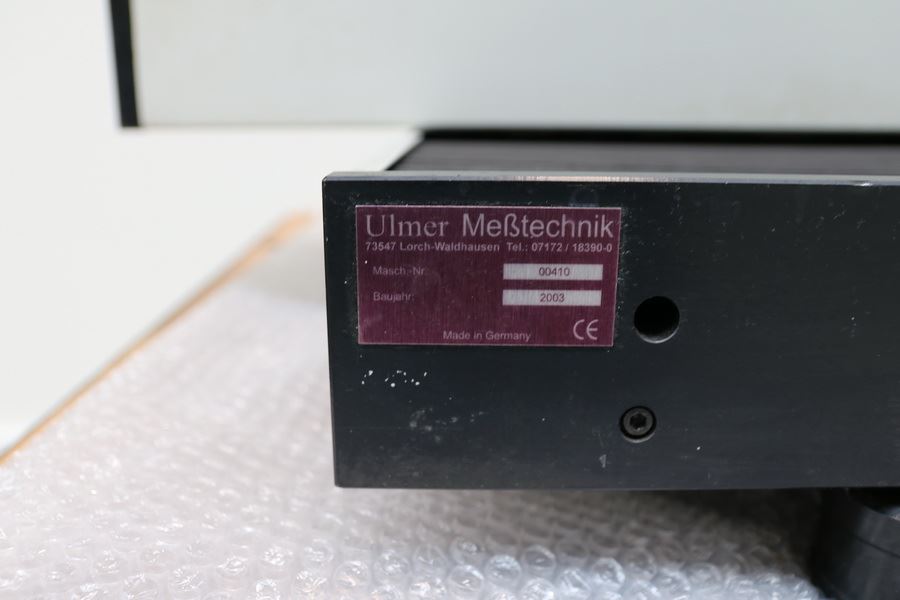 Ulmer Meßtechnik
73547 Lorch-Waldhausen Tel.: 07172 / 18390-0
Masch.-Nr: 00410
Baujahr: 2003
Made in Germany CE